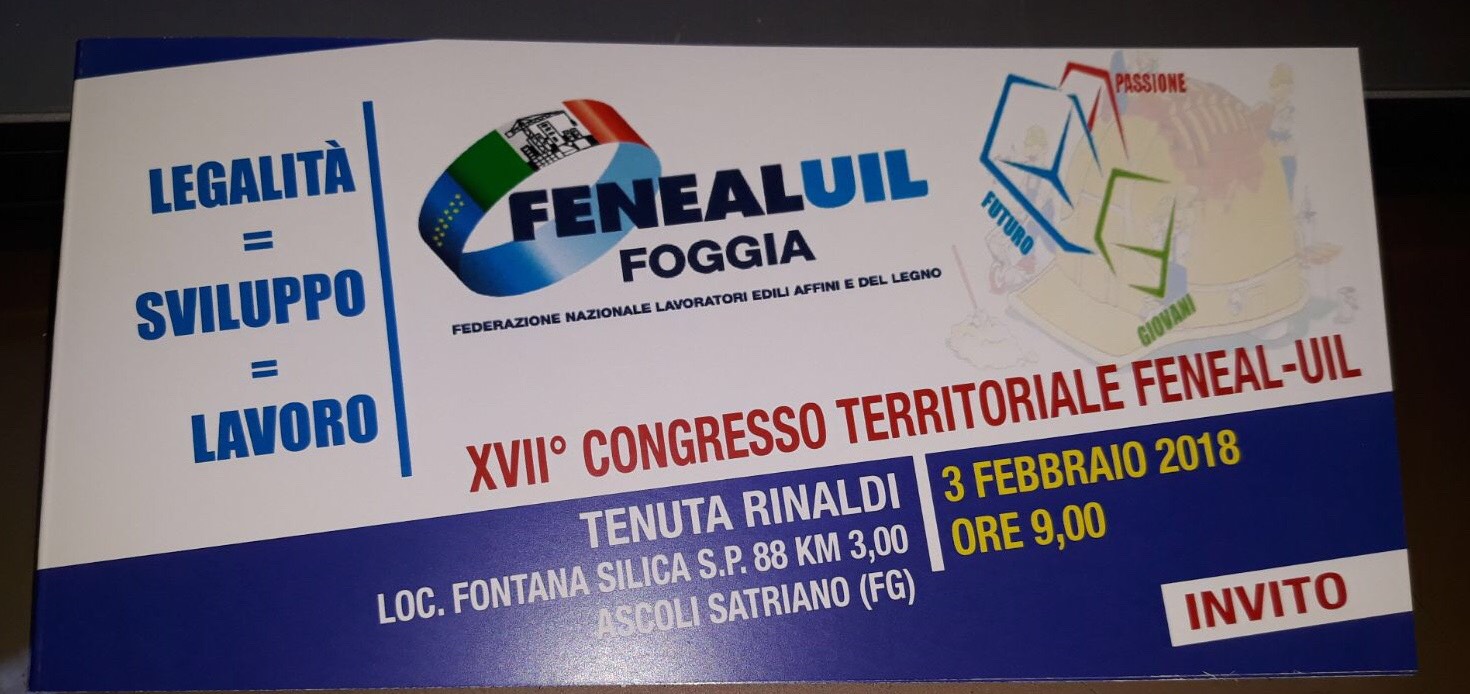 LEGALITÀ
=
SVILUPPO
=
LAVORO
FENEALUIL
FOGGIA
FEDERAZIONE NAZIONALE LAVORATORI EDILI AFFINI E DEL LEGNO
PASSIONE
FUTURO
GIOVANI
XVII° CONGRESSO TERRITORIALE FENEAL-UIL
TENUTA RINALDI
LOC. FONTANA SILICA S.P. 88 KM 3,00
ASCOLI SATRIANO (FG)
3 FEBBRAIO 2018
ORE 9,00
INVITO